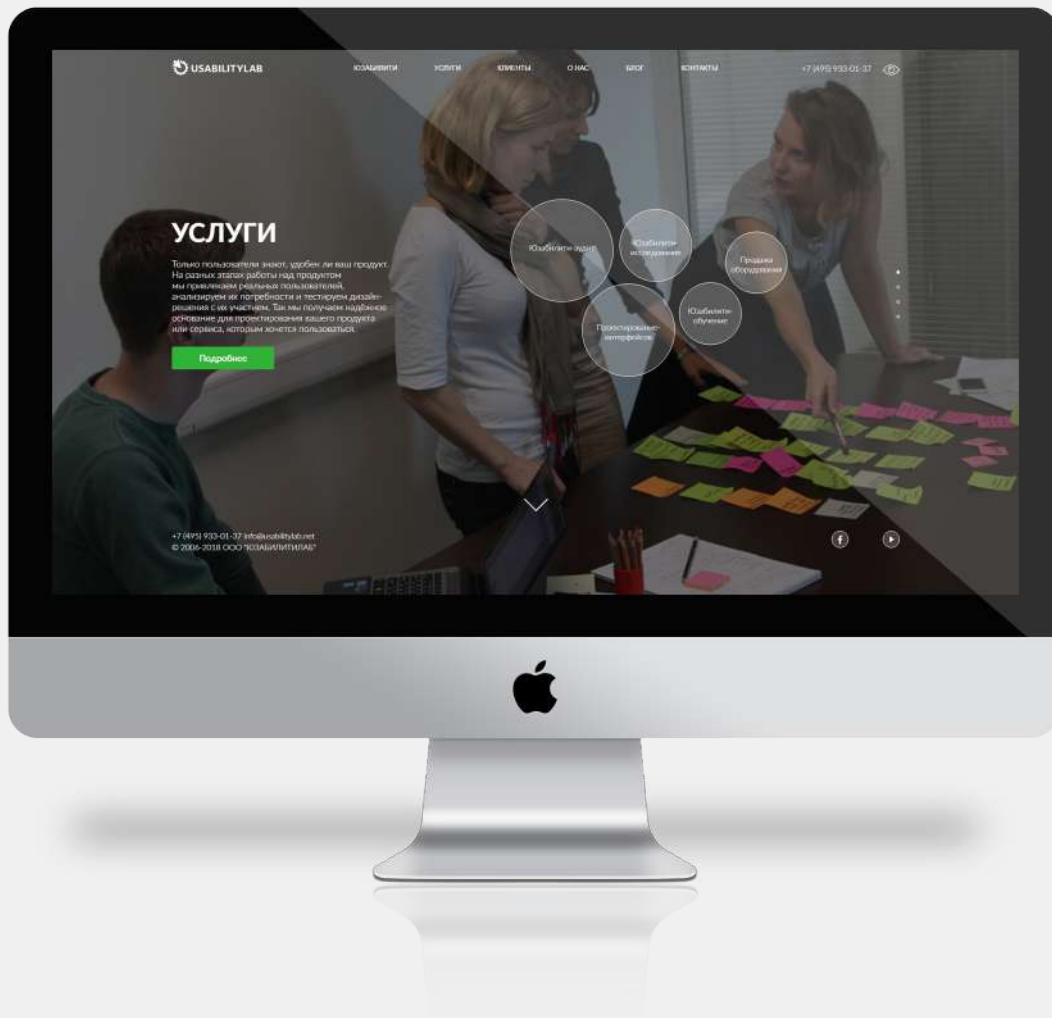 USABILITYLAB
ЮЗАБИЛИТИ УСЛУГИ КЛИЕНТЫ О НАС БЛОГ КОНТАКТЫ
+7 (495) 933-01-37
УСЛУГИ
Только пользователи знают, удобен ли ваш продукт.
На разных этапах работы над продуктом
мы привлекаем реальных пользователей,
анализируем их потребности и тестируем дизайн-
решения с их участием. Так мы получаем надёжное
основание для проектирования вашего продукта
или сервиса, которым хочется пользоваться.
Подробнее
Юзабилити-аудит
Юзабилити-
исследования
Продажа
оборудования
Проектирование
интерфейсов
Юзабилити-
обучение
+7 (495) 933-01-37 info@usabilitylab.net
© 2006-2018 ООО "ЮЗАБИЛИТИЛАБ"